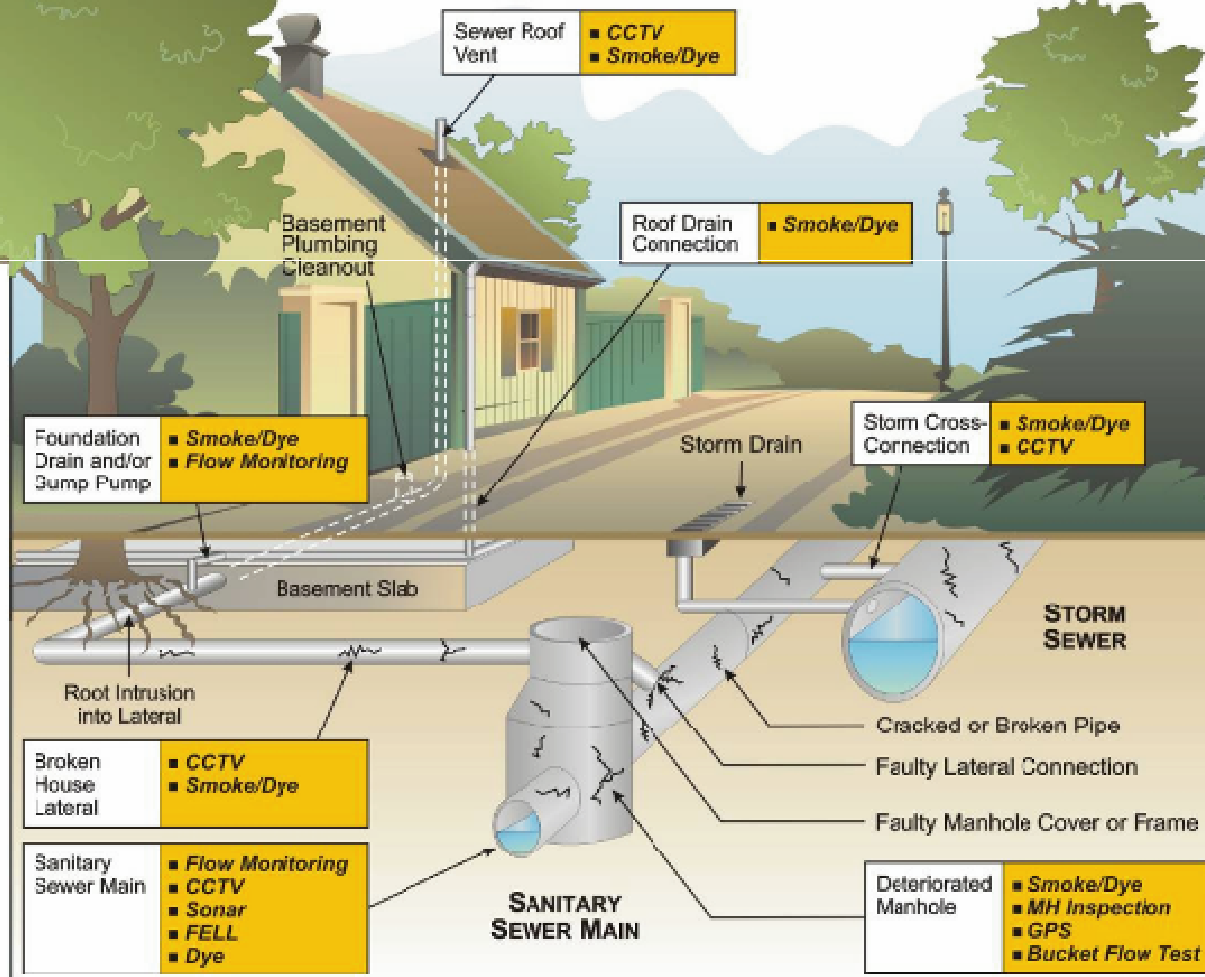 Sewer Roof
Vent
■ CCTV
■ Smoke/Dye
Basement
Plumbing
Cleanout
Roof Drain
Connection
■ Smoke/Dye
Foundation
Drain and/or
Sump Pump
■ Smoke/Dye
■ Flow Monitoring
Storm Drain
Storm Cross-
Connection
■ Smoke/Dye
■ CCTV
Basement Slab
STORM
SEWER
Root Intrusion
into Lateral
Cracked or Broken Pipe
Faulty Lateral Connection
Faulty Manhole Cover or Frame
Broken
House
Lateral
■ CCTV
■ Smoke/Dye
Sanitary
Sewer Main
■ Flow Monitoring
■ CCTV
■ Sonar
■ FELL
■ Dye
SANITARY
SEWER MAIN
Deteriorated
Manhole
■ Smoke/Dye
■ MH Inspection
■ GPS
■ Bucket Flow Test